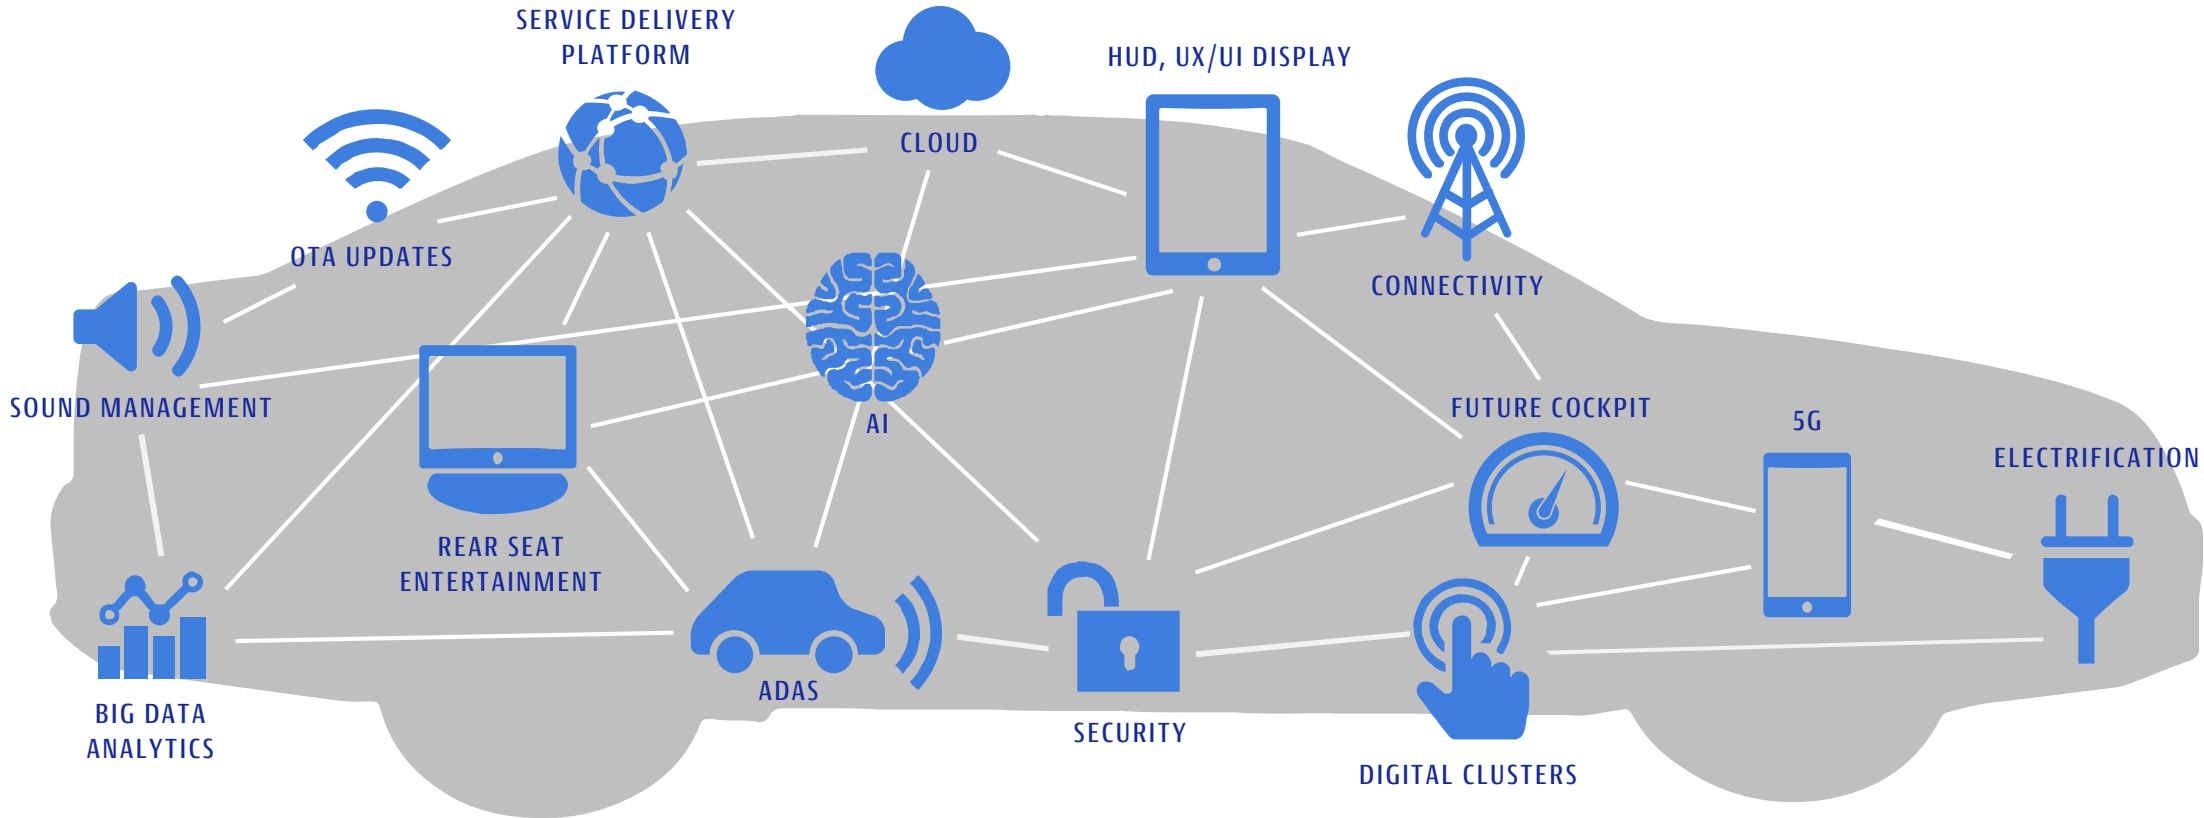 SERVICE DELIVERY
PLATFORM
CLOUD
HUD, UX/UI DISPLAY
OTA UPDATES
CONNECTIVITY
SOUND MANAGEMENT
AI
FUTURE COCKPIT
5G
ELECTRIFICATION
REAR SEAT
ENTERTAINMENT
ADAS
BIG DATA
ANALYTICS
SECURITY
DIGITAL CLUSTERS